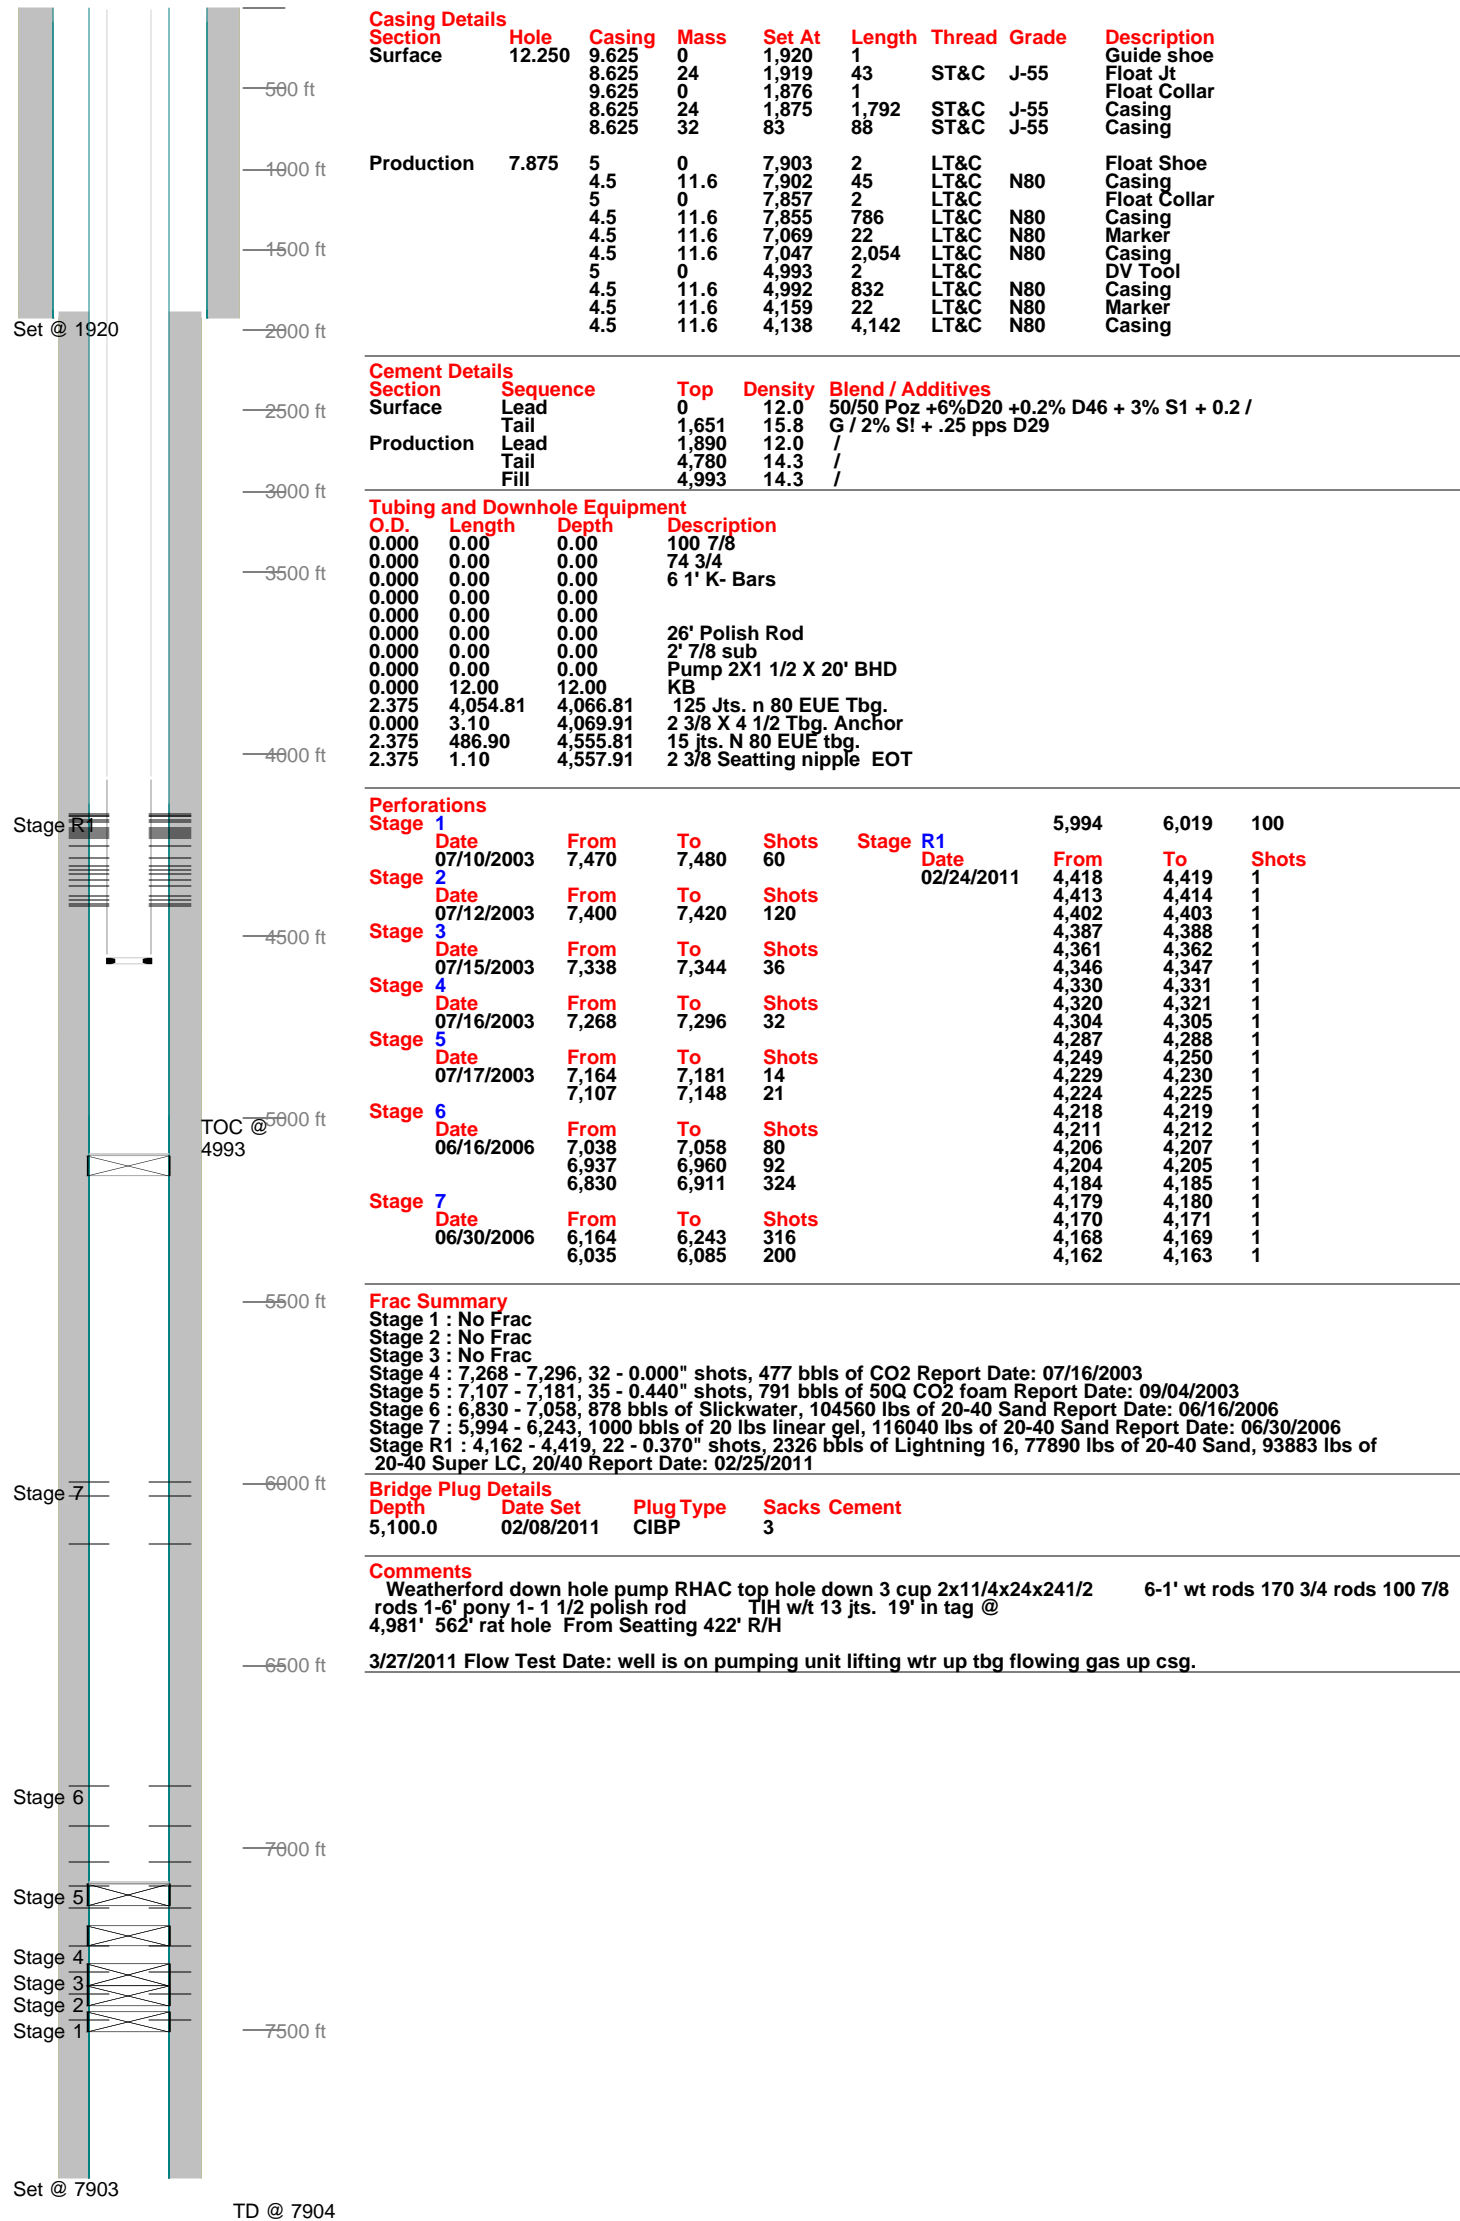 Casing Details
Section Hole Casing Mass Set At Length Thread Grade Description
Surface 12.250 9.625 0 1,920 1 Guide shoe
8.625 24 1,919 43 ST&C J-55 Float Jt
9.625 0 1,876 1 Float Collar
8.625 24 1,875 1,792 ST&C J-55 Casing
8.625 32 83 88 ST&C J-55 Casing
Production 7.875 5 0 7,903 2 LT&C Float Shoe
4.5 11.6 7,902 45 LT&C N80 Casing
5 0 7,857 2 LT&C Float Collar
4.5 11.6 7,855 786 LT&C N80 Casing
4.5 11.6 7,069 22 LT&C N80 Marker
4.5 11.6 7,047 2,054 LT&C N80 Casing
5 0 4,993 2 LT&C DV Tool
4.5 11.6 4,992 832 LT&C N80 Casing
4.5 11.6 4,159 22 LT&C N80 Marker
4.5 11.6 4,138 4,142 LT&C N80 Casing
Cement Details
Section Sequence Top Density Blend / Additives
Surface Lead 0 12.0 50/50 Poz +6%D20 +0.2% D46 + 3% S1 + 0.2 /
Tail 1,651 15.8 G / 2% S! + .25 pps D29
Production Lead 1,890 12.0 /
Tail 4,780 14.3 /
Fill 4,993 14.3 /
Tubing and Downhole Equipment
O.D. Length Depth Description
0.000 0.00 0.00 100 7/8
0.000 0.00 0.00 74 3/4
0.000 0.00 0.00 6 1' K- Bars
0.000 0.00 0.00
0.000 0.00 0.00
0.000 0.00 0.00 26' Polish Rod
0.000 0.00 0.00 2' 7/8 sub
0.000 0.00 0.00 Pump 2X1 1/2 X 20' BHD
0.000 12.00 12.00 KB
2.375 4,054.81 4,066.81 125 Jts. n 80 EUE Tbg.
0.000 3.10 4,069.91 2 3/8 X 4 1/2 Tbg. Anchor
2.375 486.90 4,555.81 15 jts. N 80 EUE tbg.
2.375 1.10 4,557.91 2 3/8 Seatting nipple EOT
Perforations
Stage 1
Date From To Shots
07/10/2003 7,470 7,480 60
Stage 2
Date From To Shots
07/12/2003 7,400 7,420 120
Stage 3
Date From To Shots
07/15/2003 7,338 7,344 36
Stage 4
Date From To Shots
07/16/2003 7,268 7,296 32
Stage 5
Date From To Shots
07/17/2003 7,164 7,181 14
7,107 7,148 21
Stage 6
Date From To Shots
06/16/2006 7,038 7,058 80
6,937 6,960 92
6,830 6,911 324
Stage 7
Date From To Shots
06/30/2006 6,164 6,243 316
6,035 6,085 200
5,994 6,019 100
Stage R1
Date From To Shots
02/24/2011 4,418 4,419 1
4,413 4,414 1
4,402 4,403 1
4,387 4,388 1
4,361 4,362 1
4,346 4,347 1
4,330 4,331 1
4,320 4,321 1
4,304 4,305 1
4,287 4,288 1
4,249 4,250 1
4,229 4,230 1
4,224 4,225 1
4,218 4,219 1
4,211 4,212 1
4,206 4,207 1
4,204 4,205 1
4,184 4,185 1
4,179 4,180 1
4,170 4,171 1
4,168 4,169 1
4,162 4,163 1
Frac Summary
Stage 1 : No Frac
Stage 2 : No Frac
Stage 3 : No Frac
Stage 4 : 7,268 - 7,296, 32 - 0.000" shots, 477 bbls of CO2 Report Date: 07/16/2003
Stage 5 : 7,107 - 7,181, 35 - 0.440" shots, 791 bbls of 50Q CO2 foam Report Date: 09/04/2003
Stage 6 : 6,830 - 7,058, 878 bbls of Slickwater, 104560 lbs of 20-40 Sand Report Date: 06/16/2006
Stage 7 : 5,994 - 6,243, 1000 bbls of 20 lbs linear gel, 116040 lbs of 20-40 Sand Report Date: 06/30/2006
Stage R1 : 4,162 - 4,419, 22 - 0.370" shots, 2326 bbls of Lightning 16, 77890 lbs of 20-40 Sand, 93883 lbs of
20-40 Super LC, 20/40 Report Date: 02/25/2011
Bridge Plug Details
Depth Date Set Plug Type Sacks Cement
5,100.0 02/08/2011 CIBP 3
Comments
Weatherford down hole pump RHAC top hole down 3 cup 2x11/4x24x241/2 6-1' wt rods 170 3/4 rods 100 7/8
rods 1-6' pony 1- 1 1/2 polish rod TIH w/t 13 jts. 19' in tag @
4,981' 562' rat hole From Seatting 422' R/H
3/27/2011 Flow Test Date: well is on pumping unit lifting wtr up tbg flowing gas up csg.
500 ft
1000 ft
1500 ft
Set @ 1920
2000 ft
2500 ft
3000 ft
3500 ft
4000 ft
Stage R1
4500 ft
5000 ft
TOC @
4993
5500 ft
6000 ft
Stage 7
6500 ft
Stage 6
7000 ft
Stage 5
Stage 4
Stage 3
Stage 2
Stage 1
7500 ft
Set @ 7903
TD @ 7904